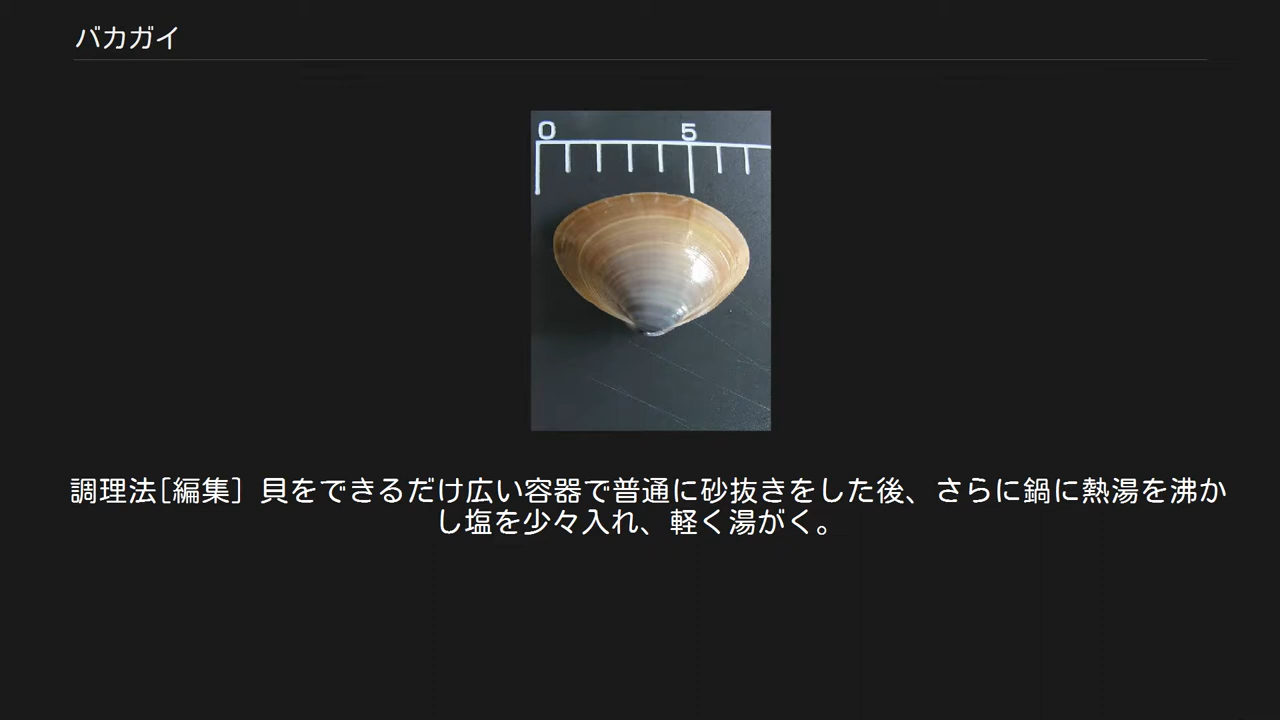 バカガイ
0 5
調理法[編集] 貝をできるだけ広い容器で普通に砂抜きをした後、さらに鍋に熱湯を沸か
し塩を少々入れ、軽く湯がく。